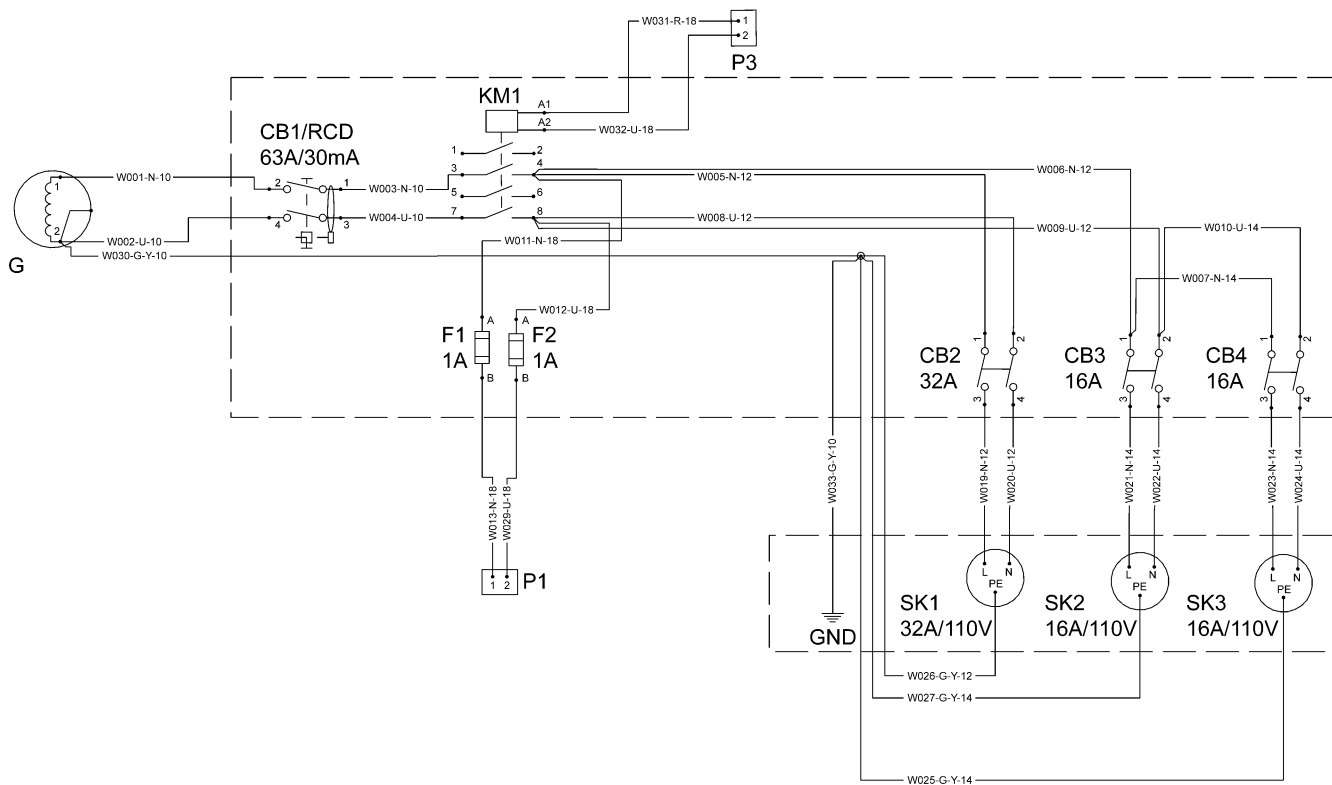 W031-R-18
1
2
P3
KM1
A1
A2
W032-U-18
CB1/RCD
63A/30mA
1
2
3
4
5
6
7
8
W001-N-10
2
1
W003-N-10
4
3
W004-U-10
1
2
G
W002-U-10
W030-G-Y-10
W006-N-12
W005-N-12
W008-U-12
W009-U-12
W010-U-14
W007-N-14
W011-N-18
W012-U-18
A
A
F1
1A
F2
1A
B
B
CB2
32A
1
2
3
4
CB3
16A
1
2
3
4
CB4
16A
1
2
3
4
W033-G-Y-10
W019-N-12
W020-U-12
W021-N-14
W022-U-14
W023-N-14
W024-U-14
W013-N-18
W029-U-18
1
2
P1
L
N
PE
L
N
PE
L
N
PE
SK1
32A/110V
SK2
16A/110V
SK3
16A/110V
GND
W026-G-Y-12
W027-G-Y-14
W025-G-Y-14